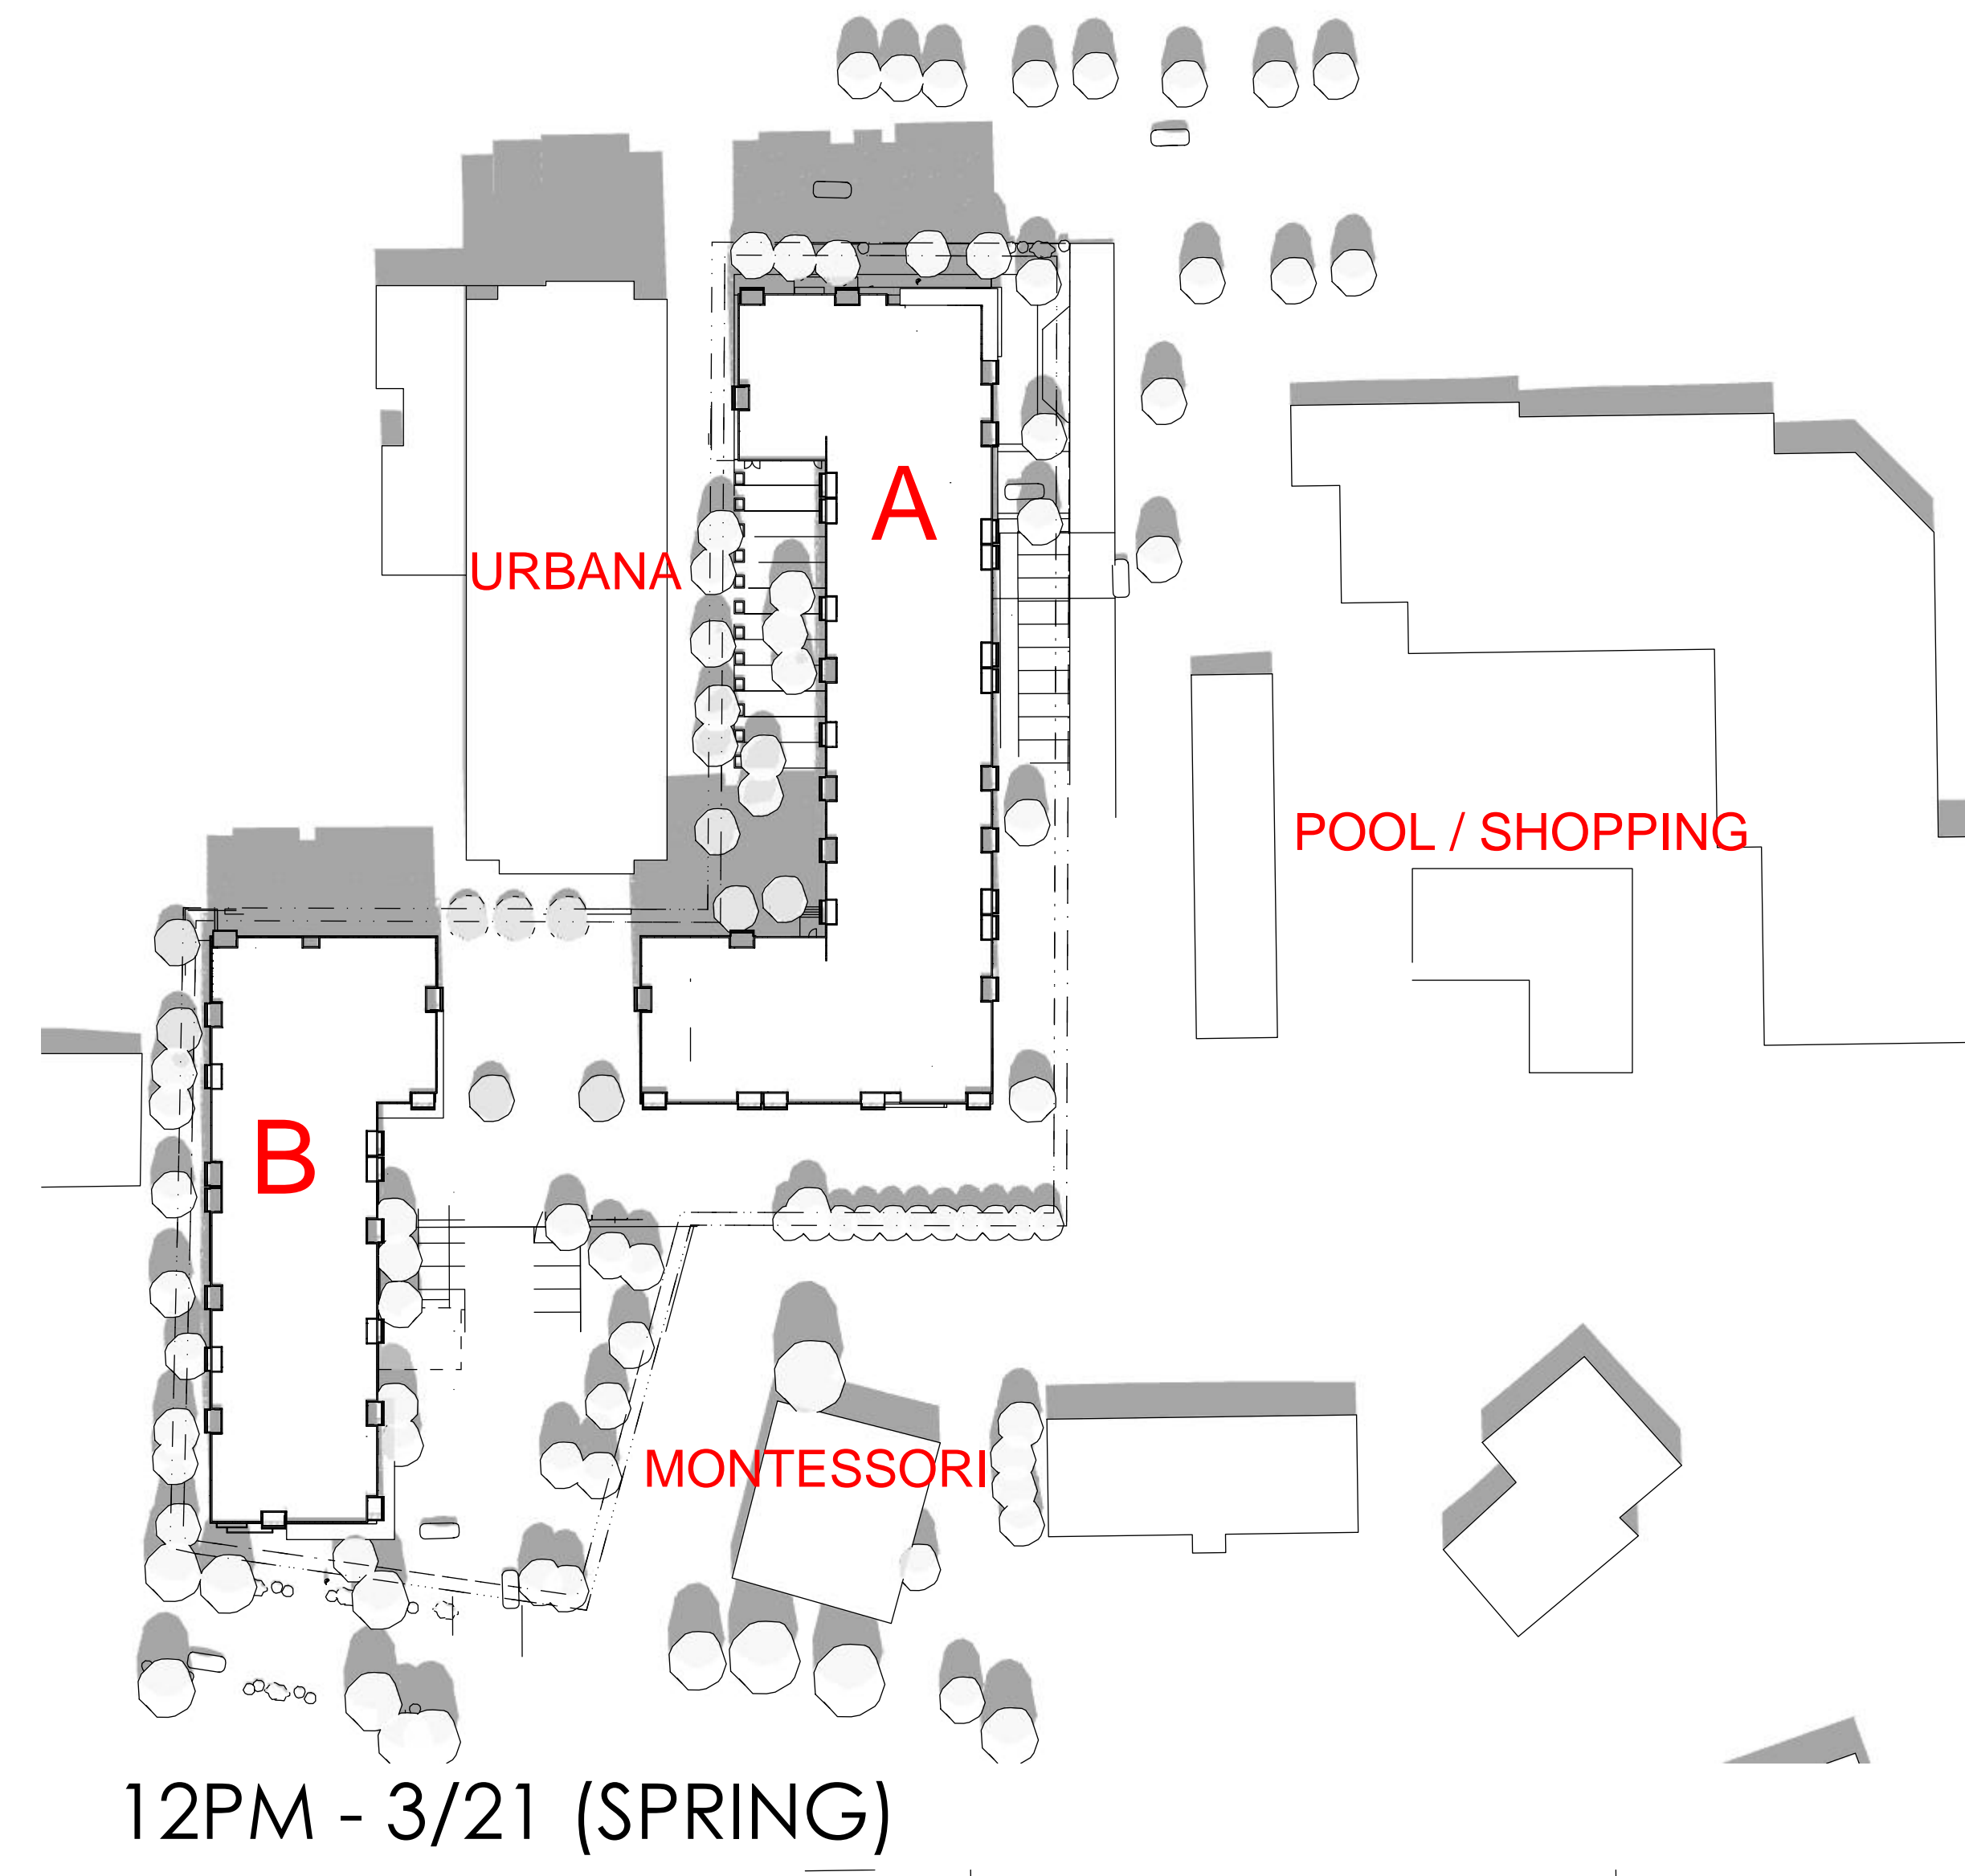 A
URBANA
POOL / SHOPPING
B
MONTESSORI
12PM - 3/21 (SPRING)